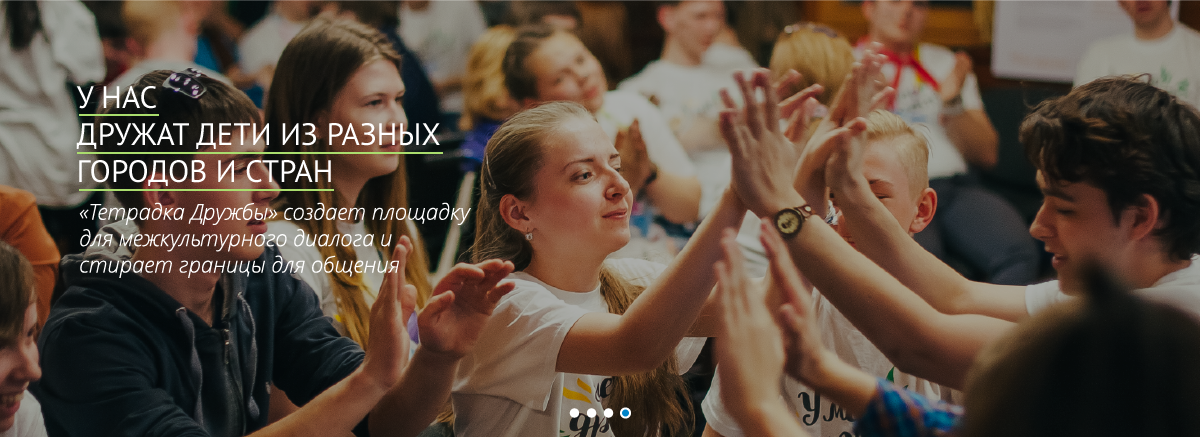 У НАС
ДРУЖАТ ДЕТИ ИЗ РАЗНЫХ
ГОРОДОВ И СТРАН
«Тетрадка Дружбы» создает площадку
для межкультурного диалога и
стирает границы для общения